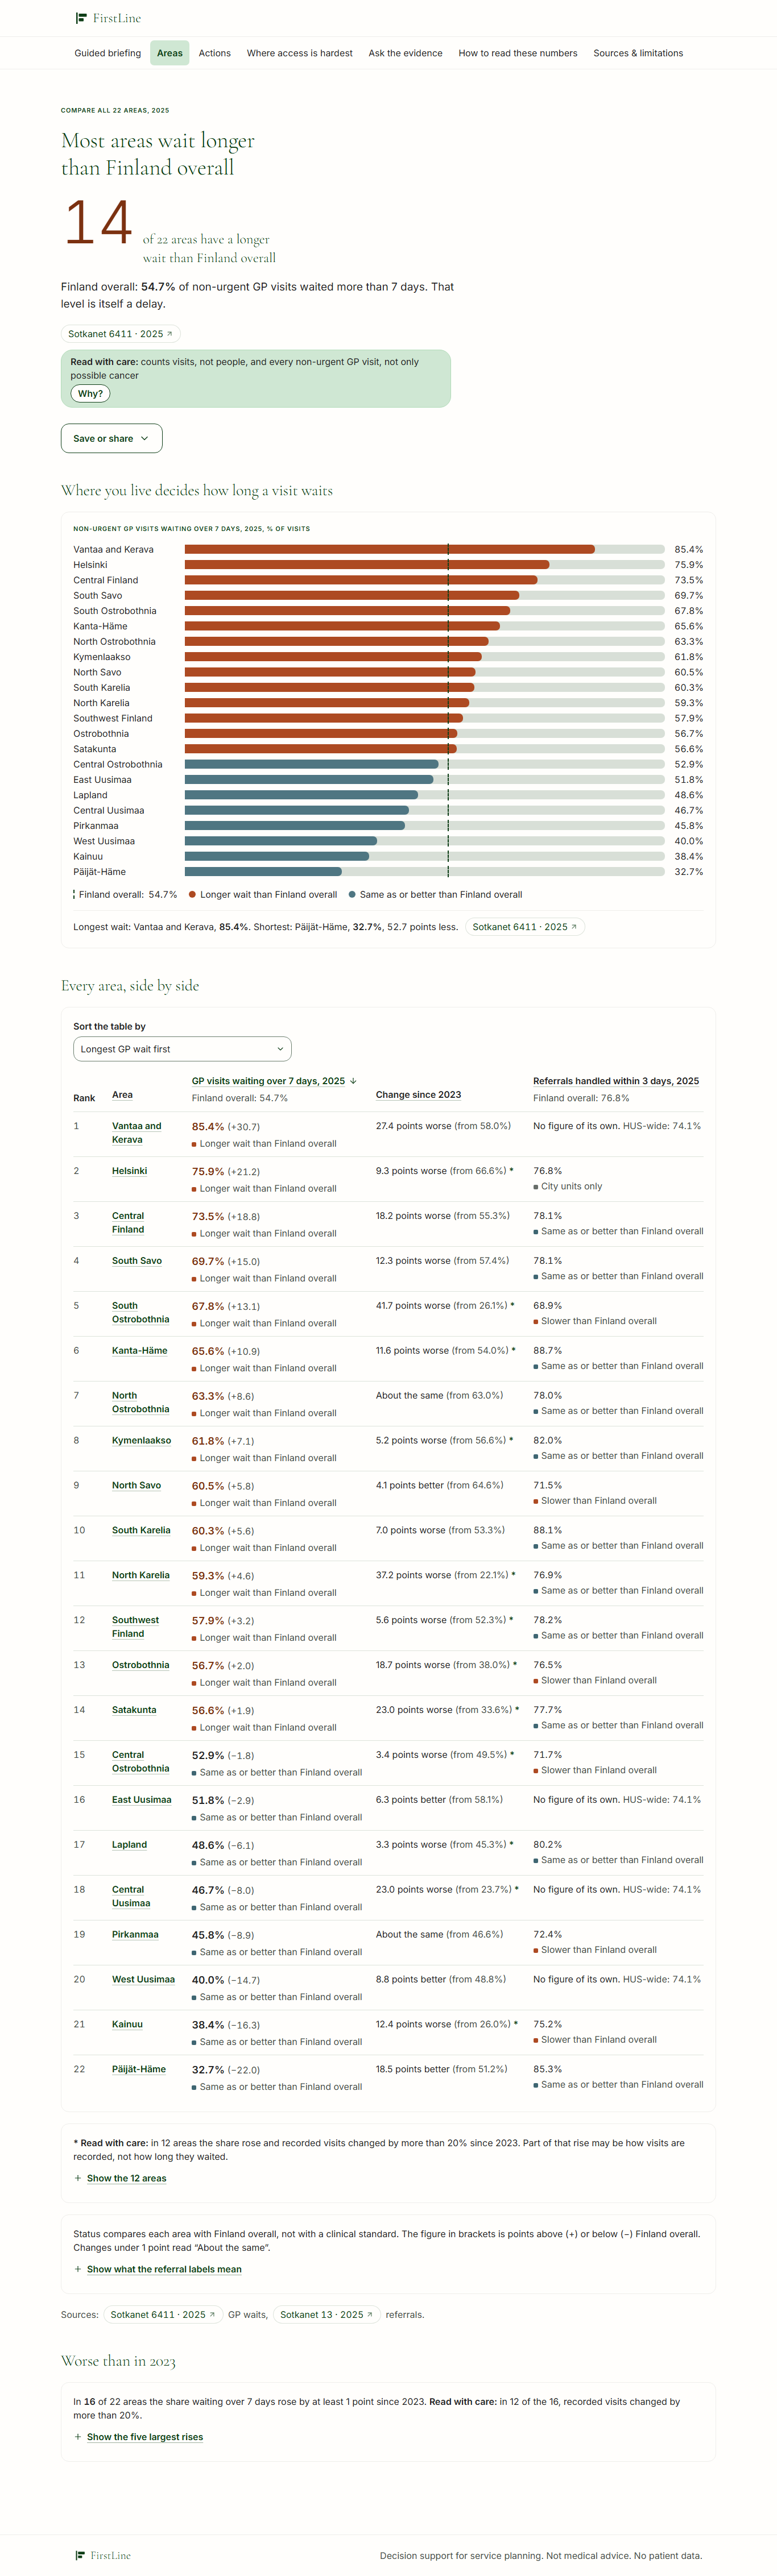 FirstLine
Guided briefing Areas Actions Where access is hardest Ask the evidence How to read these numbers Sources & limitations
COMPARE ALL 22 AREAS, 2025
Most areas wait longer
than Finland overall
14 of 22 areas have a longer
wait than Finland overall
Finland overall: 54.7% of non-urgent GP visits waited more than 7 days. That
level is itself a delay.
Sotkanet 6411 · 2025 ↗
Read with care: counts visits, not people, and every non-urgent GP visit, not only
possible cancer
Why?
Save or share
Where you live decides how long a visit waits
NON-URGENT GP VISITS WAITING OVER 7 DAYS, 2025, % OF VISITS
Vantaa and Kerava 85.4%
Helsinki 75.9%
Central Finland 73.5%
South Savo 69.7%
South Ostrobothnia 67.8%
Kanta-Häme 65.6%
North Ostrobothnia 63.3%
Kymenlaakso 61.8%
North Savo 60.5%
South Karelia 60.3%
North Karelia 59.3%
Southwest Finland 57.9%
Ostrobothnia 56.7%
Satakunta 56.6%
Central Ostrobothnia 52.9%
East Uusimaa 51.8%
Lapland 48.6%
Central Uusimaa 46.7%
Pirkanmaa 45.8%
West Uusimaa 40.0%
Kainuu 38.4%
Päijät-Häme 32.7%
Finland overall: 54.7% Longer wait than Finland overall Same as or better than Finland overall
Longest wait: Vantaa and Kerava, 85.4%. Shortest: Päijät-Häme, 32.7%, 52.7 points less. Sotkanet 6411 · 2025 ↗
Every area, side by side
Sort the table by
Longest GP wait first
Rank Area GP visits waiting over 7 days, 2025 ↓ Change since 2023 Referrals handled within 3 days, 2025
Finland overall: 54.7% Finland overall: 76.8%
1 Vantaa and 85.4% (+30.7) 27.4 points worse (from 58.0%) No figure of its own. HUS-wide: 74.1%
Kerava Longer wait than Finland overall
2 Helsinki 75.9% (+21.2) 9.3 points worse (from 66.6%) * 76.8%
Longer wait than Finland overall City units only
3 Central 73.5% (+18.8) 18.2 points worse (from 55.3%) 78.1%
Finland Longer wait than Finland overall Same as or better than Finland overall
4 South Savo 69.7% (+15.0) 12.3 points worse (from 57.4%) 78.1%
Longer wait than Finland overall Same as or better than Finland overall
5 South 67.8% (+13.1) 41.7 points worse (from 26.1%) * 68.9%
Ostrobothnia Longer wait than Finland overall Slower than Finland overall
6 Kanta-Häme 65.6% (+10.9) 11.6 points worse (from 54.0%) * 88.7%
Longer wait than Finland overall Same as or better than Finland overall
7 North 63.3% (+8.6) About the same (from 63.0%) 78.0%
Ostrobothnia Longer wait than Finland overall Same as or better than Finland overall
8 Kymenlaakso 61.8% (+7.1) 5.2 points worse (from 56.6%) * 82.0%
Longer wait than Finland overall Same as or better than Finland overall
9 North Savo 60.5% (+5.8) 4.1 points better (from 64.6%) 71.5%
Longer wait than Finland overall Slower than Finland overall
10 South Karelia 60.3% (+5.6) 7.0 points worse (from 53.3%) 88.1%
Longer wait than Finland overall Same as or better than Finland overall
11 North Karelia 59.3% (+4.6) 37.2 points worse (from 22.1%) * 76.9%
Longer wait than Finland overall Same as or better than Finland overall
12 Southwest 57.9% (+3.2) 5.6 points worse (from 52.3%) * 78.2%
Finland Longer wait than Finland overall Same as or better than Finland overall
13 Ostrobothnia 56.7% (+2.0) 18.7 points worse (from 38.0%) * 76.5%
Longer wait than Finland overall Slower than Finland overall
14 Satakunta 56.6% (+1.9) 23.0 points worse (from 33.6%) * 77.7%
Longer wait than Finland overall Same as or better than Finland overall
15 Central 52.9% (−1.8) 3.4 points worse (from 49.5%) * 71.7%
Ostrobothnia Same as or better than Finland overall Slower than Finland overall
16 East Uusimaa 51.8% (−2.9) 6.3 points better (from 58.1%) No figure of its own. HUS-wide: 74.1%
Same as or better than Finland overall
17 Lapland 48.6% (−6.1) 3.3 points worse (from 45.3%) * 80.2%
Same as or better than Finland overall Same as or better than Finland overall
18 Central 46.7% (−8.0) 23.0 points worse (from 23.7%) * No figure of its own. HUS-wide: 74.1%
Uusimaa Same as or better than Finland overall
19 Pirkanmaa 45.8% (−8.9) About the same (from 46.6%) 72.4%
Same as or better than Finland overall Slower than Finland overall
20 West Uusimaa 40.0% (−14.7) 8.8 points better (from 48.8%) No figure of its own. HUS-wide: 74.1%
Same as or better than Finland overall
21 Kainuu 38.4% (−16.3) 12.4 points worse (from 26.0%) * 75.2%
Same as or better than Finland overall Slower than Finland overall
22 Päijät-Häme 32.7% (−22.0) 18.5 points better (from 51.2%) 85.3%
Same as or better than Finland overall Same as or better than Finland overall
* Read with care: in 12 areas the share rose and recorded visits changed by more than 20% since 2023. Part of that rise may be how visits are
recorded, not how long they waited.
+ Show the 12 areas
Status compares each area with Finland overall, not with a clinical standard. The figure in brackets is points above (+) or below (−) Finland overall.
Changes under 1 point read “About the same”.
+ Show what the referral labels mean
Sources: Sotkanet 6411 · 2025 ↗ GP waits, Sotkanet 13 · 2025 ↗ referrals.
Worse than in 2023
In 16 of 22 areas the share waiting over 7 days rose by at least 1 point since 2023. Read with care: in 12 of the 16, recorded visits changed by
more than 20%.
+ Show the five largest rises
FirstLine Decision support for service planning. Not medical advice. No patient data.